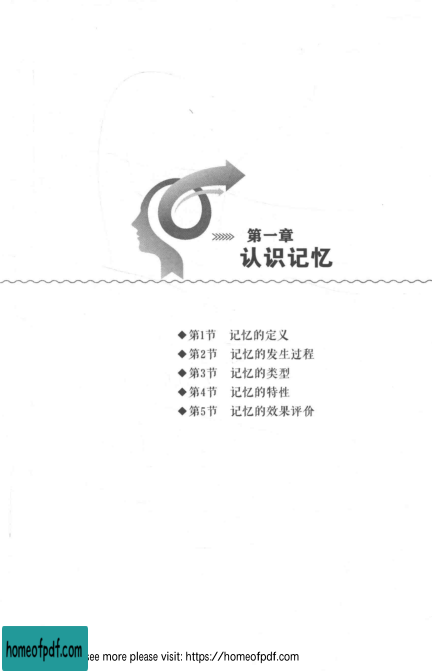 第一章
认识记忆
◆第1节 记忆的定义
◆第2节 记忆的发生过程
◆第3节 记忆的类型
◆第4节 记忆的特性
◆第5节 记忆的效果评价
homeofpdf.com
see more please visit: https://homeofpdf.com